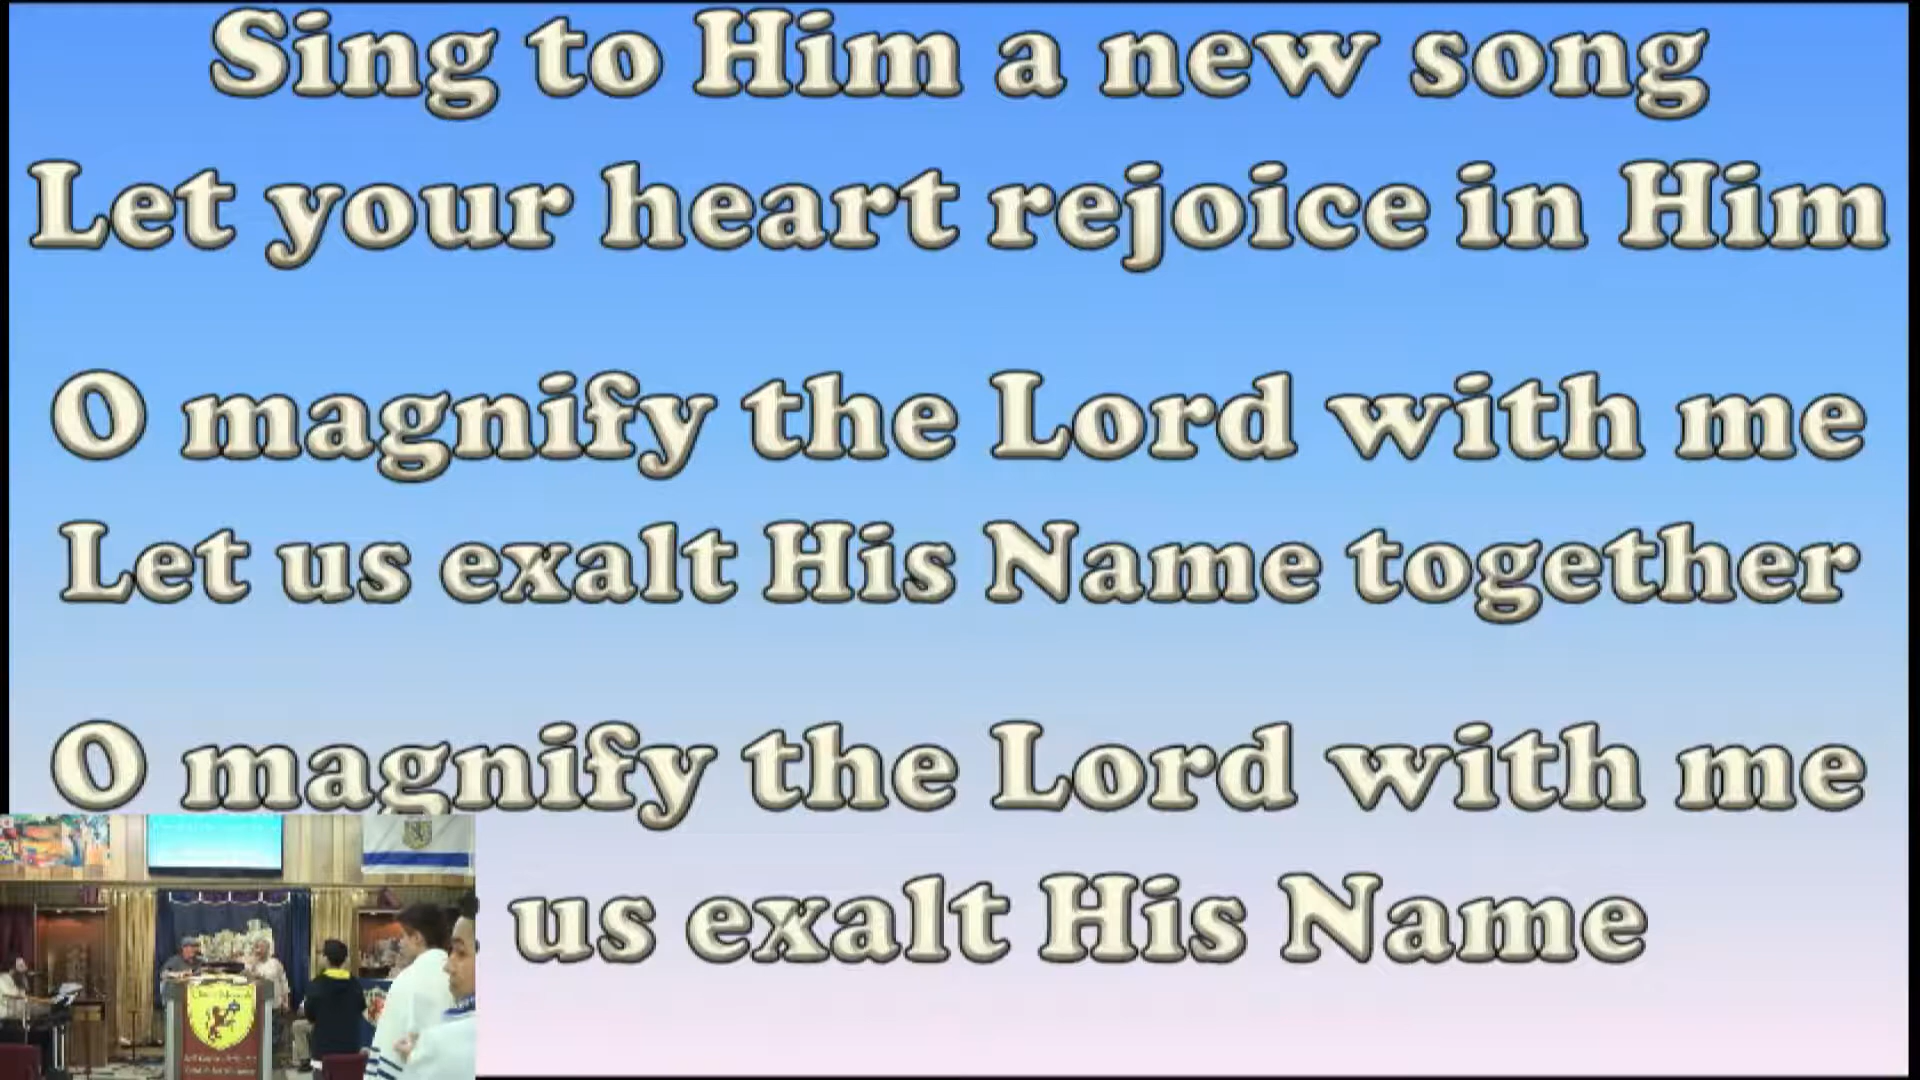 Sing to Him a new song
Let your heart rejoice in Him
O magnify the Lord with me
Let us exalt His Name together
O magnify the Lord with me
us exalt His Name